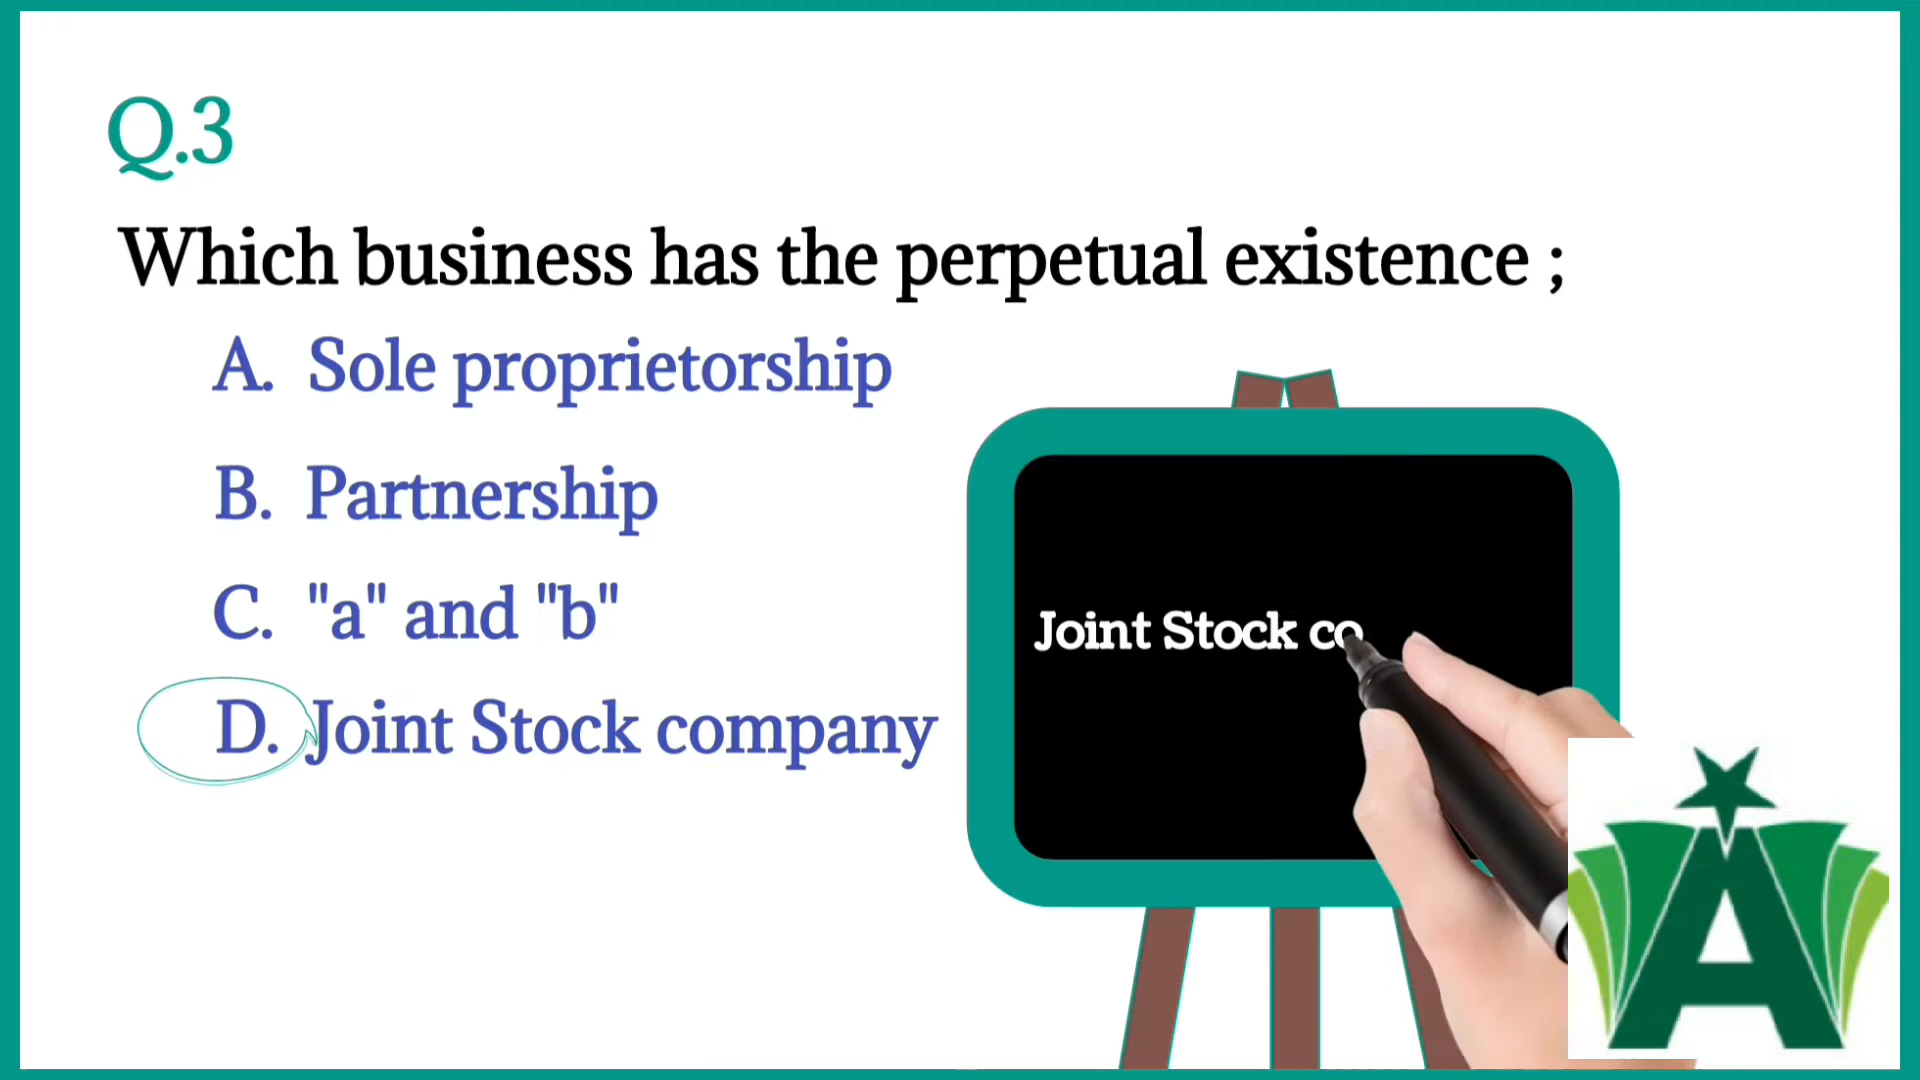 Q.3
Which business has the perpetual existence ;
A. Sole proprietorship
B. Partnership
C. "a" and "b"
D. Joint Stock company
Joint Stock co
A